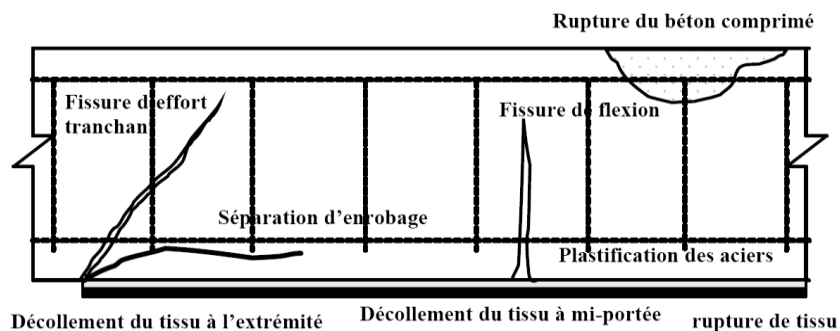 Rupture du béton comprimé
Fissure d'effort
tranchan
Fissure de flexion
Séparation d'enrobage
Plastification des aciers
Décollement du tissu à l'extrémité
Décollement du tissu à mi-portée
rupture de tissu